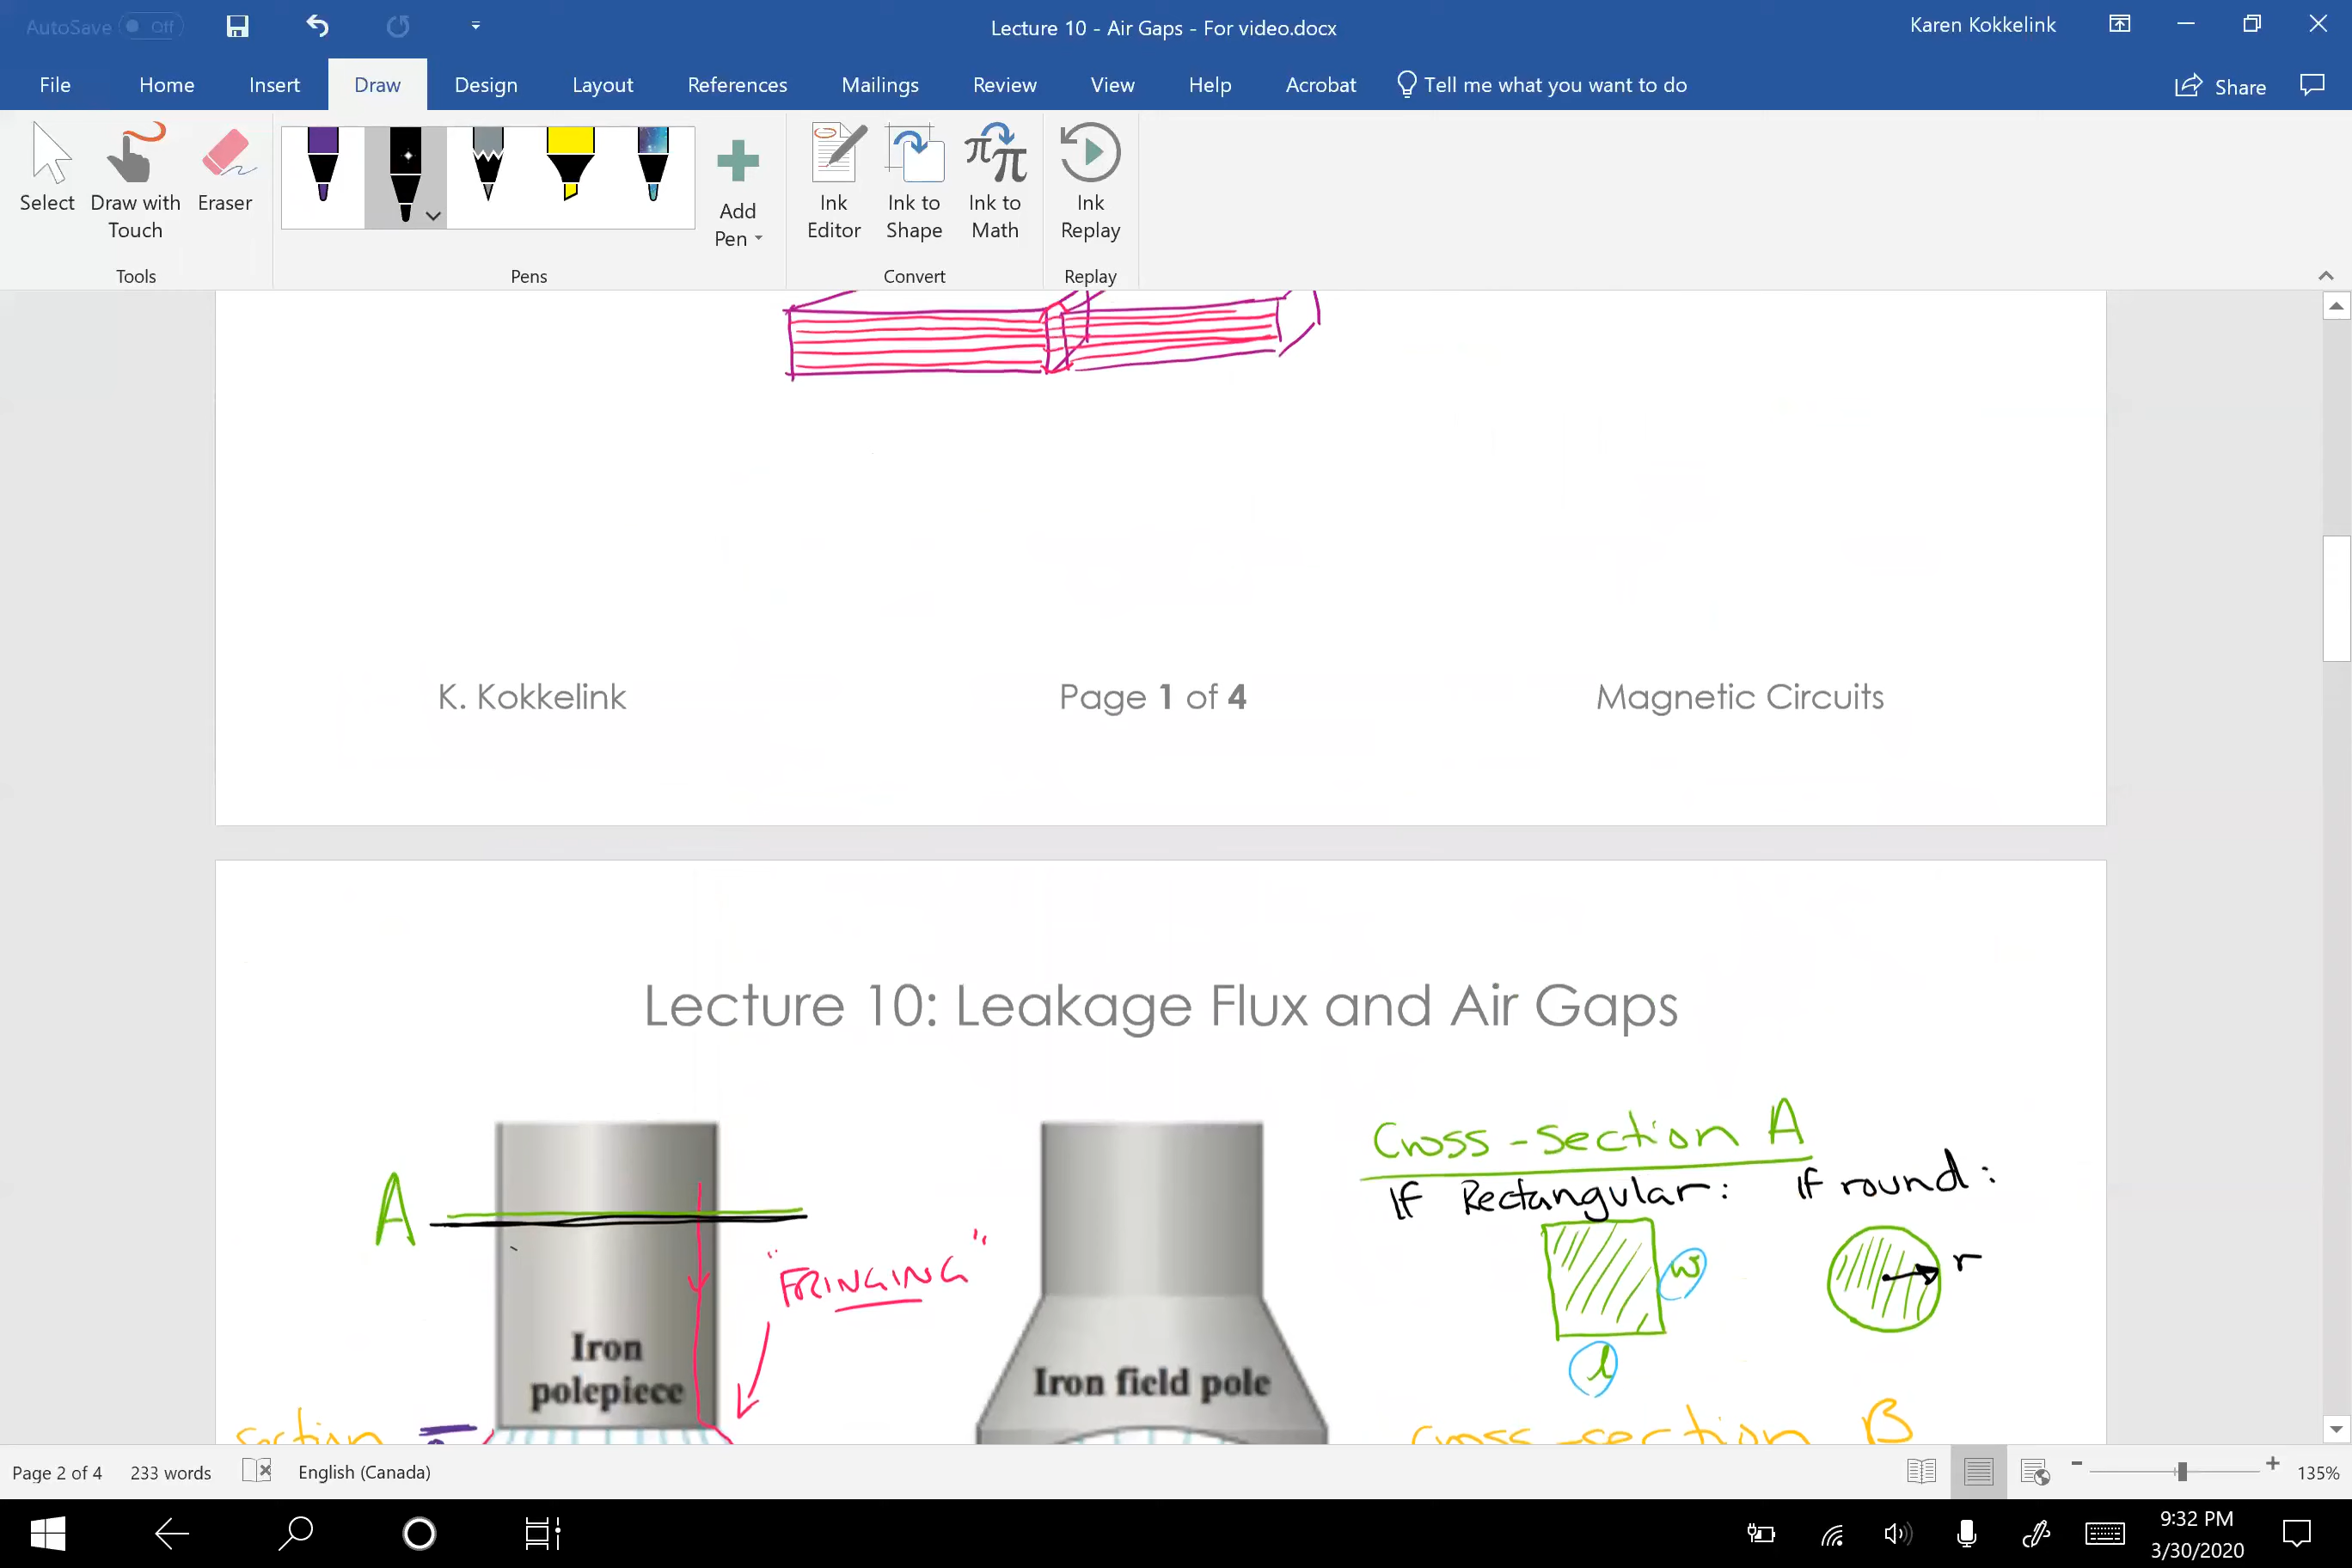 AutoSave Off
Lecture 10 - Air Gaps - For video.docx
Karen Kokkelink
File Home Insert Draw Design Layout References Mailings Review View Help Acrobat Tell me what you want to do Share
Select
Draw with Touch
Eraser
Add Pen
Ink Editor
Ink to Shape
Ink to Math
Ink Replay
Tools
Pens
Convert
Replay
K. Kokkelink Page 1 of 4 Magnetic Circuits
Lecture 10: Leakage Flux and Air Gaps
A
Iron
polepiece
"FRINGING"
Iron field pole
Cross-section A
If Rectangular: If round:
w
l
r
section
Cross-section B
Page 2 of 4 233 words English (Canada) 135%
9:32 PM
3/30/2020